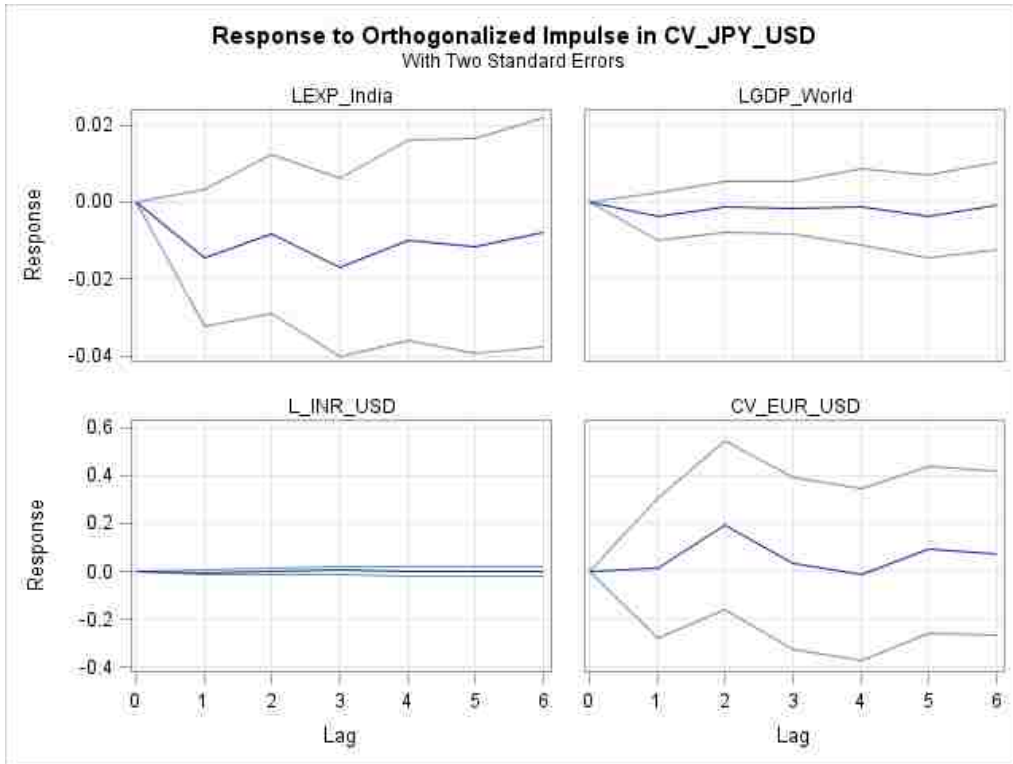 Response to Orthogonalized Impulse in CV_JPY_USD
With Two Standard Errors
LEXP_India
LGDP_World
0.02
0.00
-0.02
-0.04
Response
L_INR_USD
CV_EUR_USD
0.6
0.4
0.2
0.0
-0.2
-0.4
Response
0 1 2 3 4 5 6
0 1 2 3 4 5 6
Lag
Lag